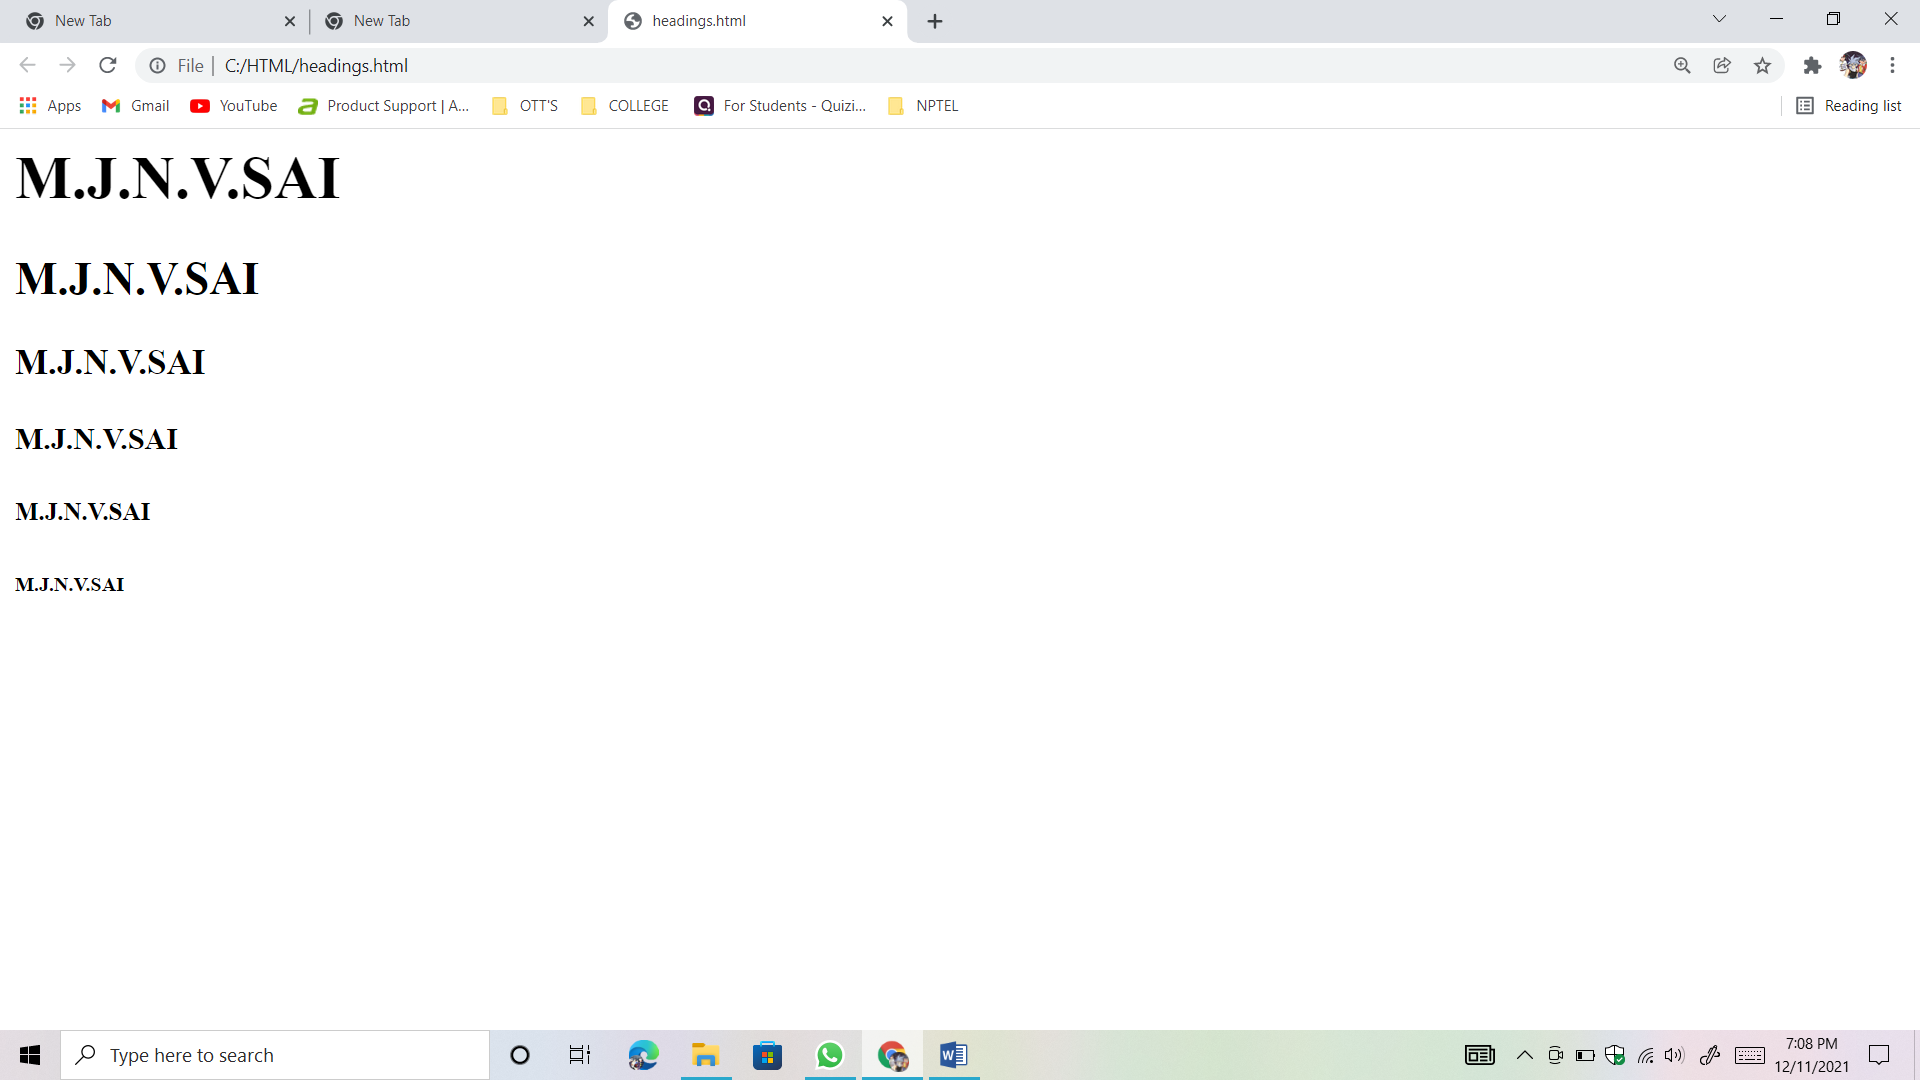 New Tab
New Tab
headings.html
File | C:/HTML/headings.html
Apps Gmail YouTube Product Support | A... OTT'S COLLEGE For Students - Quizi... NPTEL Reading list
M.J.N.V.SAI
M.J.N.V.SAI
M.J.N.V.SAI
M.J.N.V.SAI
M.J.N.V.SAI
M.J.N.V.SAI
Type here to search
7:08 PM
12/11/2021